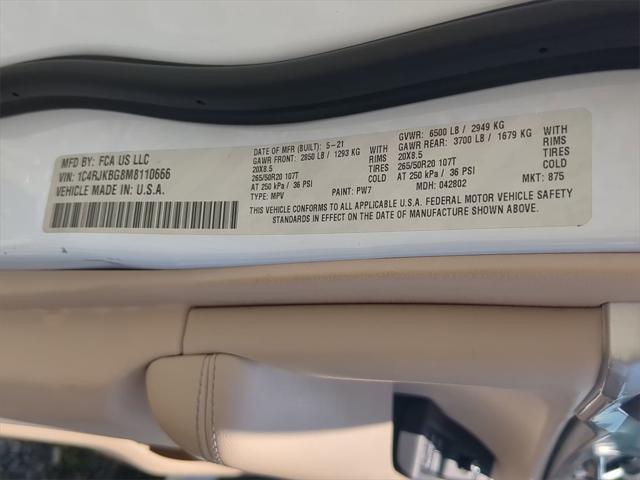 MFD BY: FCA US LLC
VIN: 1C4RJKBG8M8110666
VEHICLE MADE IN U.S.A.
DATE OF MFR (BUILT): 5-21
GAWR FRONT: 2850 LB / 1293 KG WITH
20X8.5 RIMS
265/50R20 107T TIRES
AT 250 kPa / 36 PSI COLD
TYPE: MPV PAINT: PW7
GVWR: 6500 LB / 2949 KG
GAWR REAR: 3700 LB / 1679 KG WITH
20X8.5 RIMS
265/50R20 107T TIRES
AT 250 kPa / 36 PSI COLD
MDH: 042802 MKT: 875
THIS VEHICLE CONFORMS TO ALL APPLICABLE U.S.A. FEDERAL MOTOR VEHICLE SAFETY
STANDARDS IN EFFECT ON THE DATE OF MANUFACTURE SHOWN ABOVE.